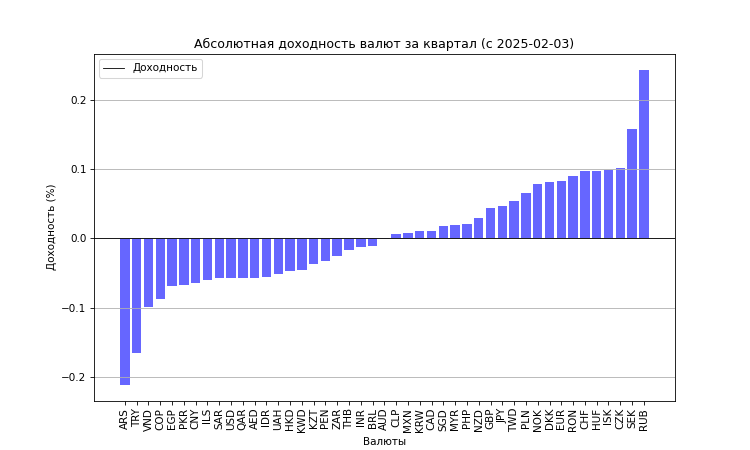 Абсолютная доходность валют за квартал (с 2025-02-03)
Доходность
Доходность (%)
0.2
0.1
0.0
−0.1
−0.2
ARS
TRY
VND
COP
EGP
PKR
CNY
ILS
SAR
USD
QAR
AED
IDR
UAH
HKD
KWD
KZT
PEN
ZAR
THB
INR
BRL
AUD
CLP
MXN
KRW
CAD
SGD
MYR
PHP
NZD
GBP
JPY
TWD
PLN
NOK
DKK
EUR
RON
CHF
HUF
ISK
CZK
SEK
RUB
Валюты